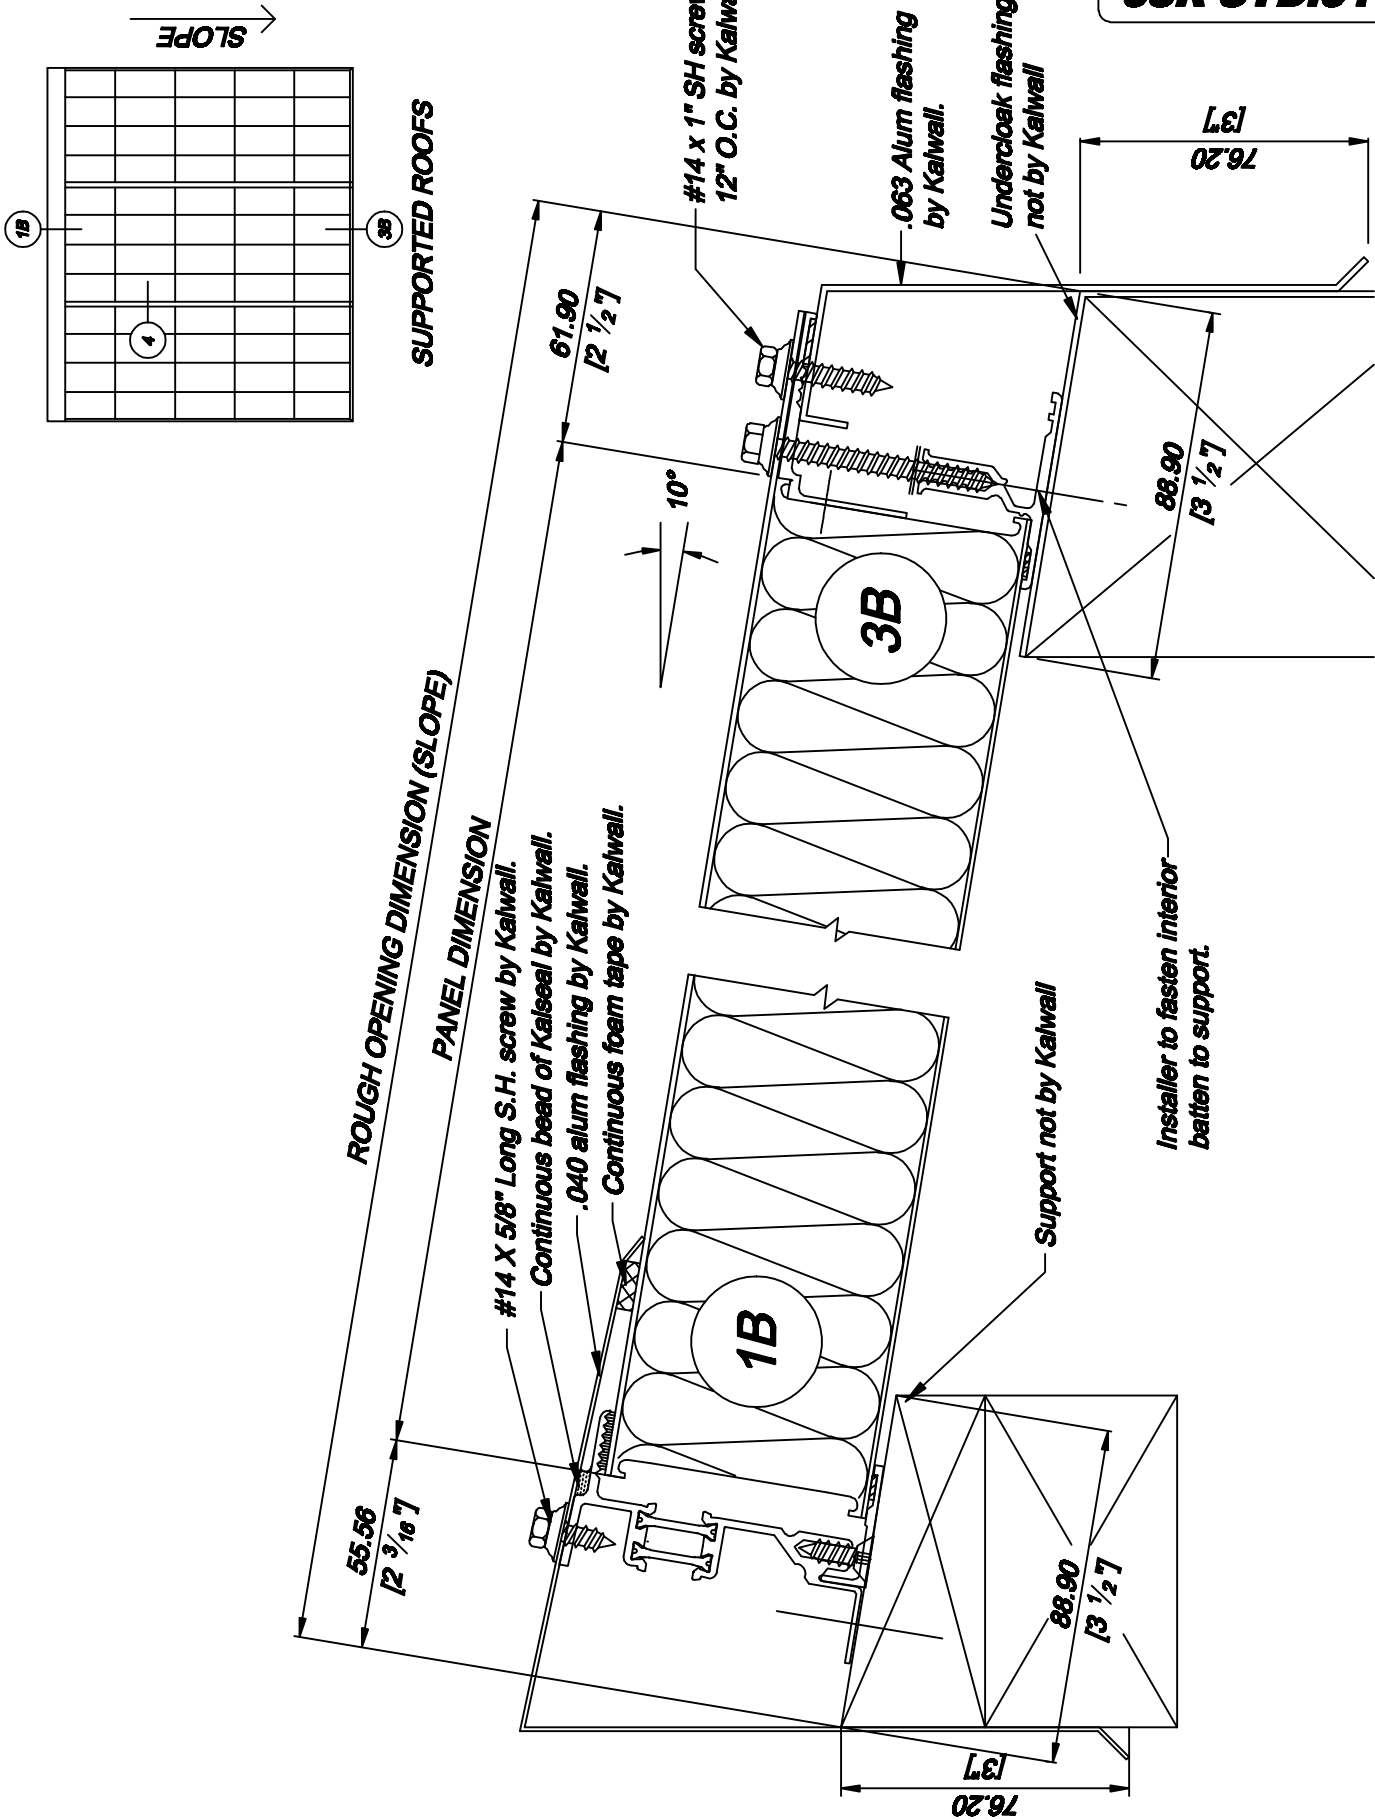 SLOPE
1B
3B
4
SUPPORTED ROOFS
ROUGH OPENING DIMENSION (SLOPE)
PANEL DIMENSION
55.56
[2 3/16"]
61.90
[2 1/2"]
#14 X 5/8" Long S.H. screw by Kalwall.
Continuous bead of Kalseal by Kalwall.
.040 alum flashing by Kalwall.
Continuous foam tape by Kalwall.
10°
#14 x 1" SH screw
12" O.C. by Kalwa
.063 Alum flashing
by Kalwall.
Undercloak flashing
not by Kalwall
76.20
[3"]
1B
3B
88.90
[3 1/2"]
Support not by Kalwall
Installer to fasten interior
batten to support.
88.90
[3 1/2"]
76.20
[3"]